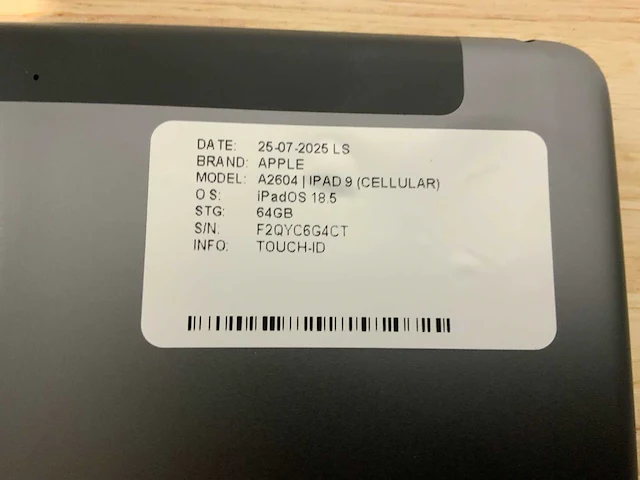 DATE: 25-07-2025 LS
BRAND: APPLE
MODEL: A2604 | IPAD 9 (CELLULAR)
OS: iPadOS 18.5
STG: 64GB
S/N: F2QYC6G4CT
INFO: TOUCH-ID